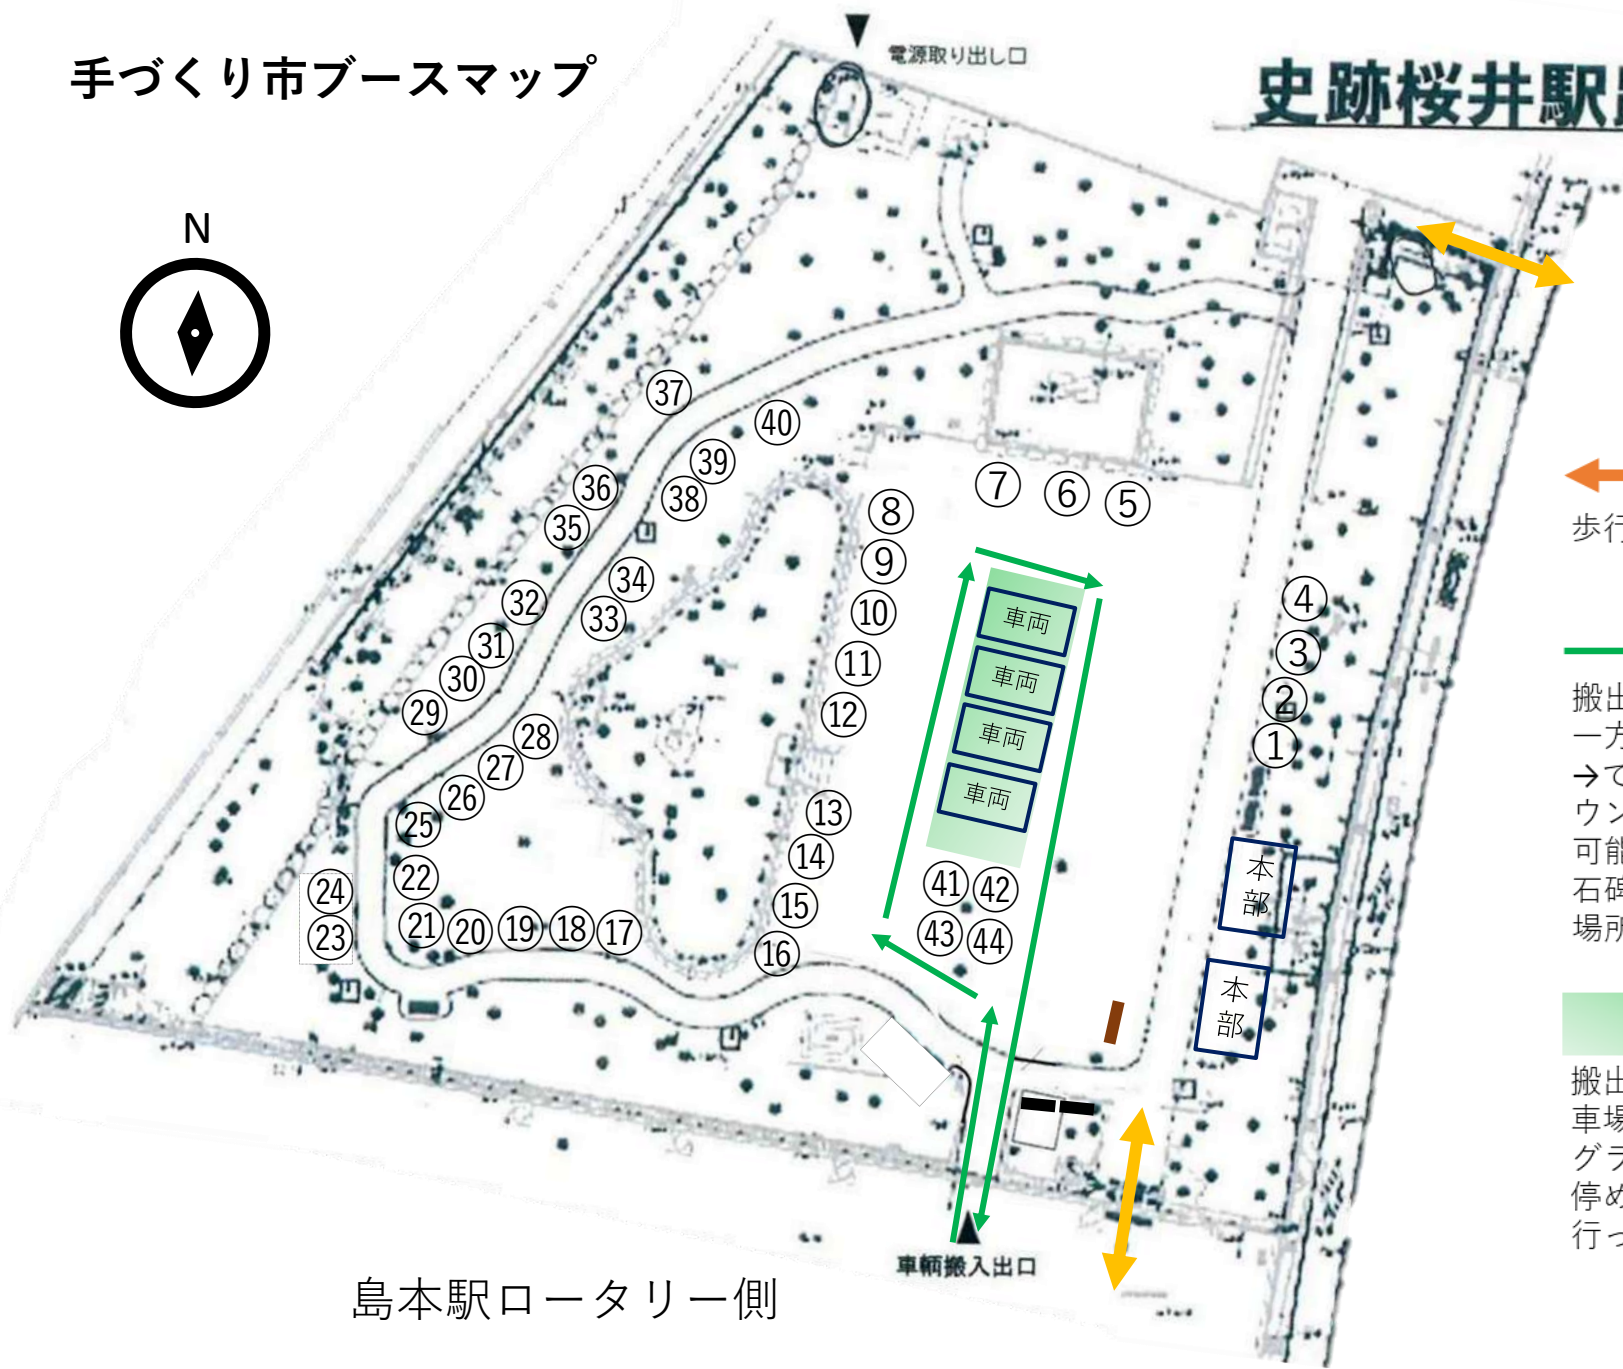 手づくり市ブースマップ
電源取り出し口
史跡桜井駅
N
㊲
㊵
㊴
㊱
㊳
㉟
⑦
⑥
⑤
⑧
⑨
㉞
㉜
㉝
⑩
④
車両
㉛
⑪
③
㉚
車両
②
㉙
⑫
㉘
車両
①
㉗
㉖
車両
㉕
⑬
⑭
㉒
㉔
㊶
㊷
本部
⑮
㉑
⑳
⑲
⑱
⑰
㉓
㊸
㊹
⑯
本部
車輌搬入出口
島本駅ロータリー側
歩行
搬出
一方
→て
ウン
可能
石碑
場所
搬出
車場
グラ
停め
行っ